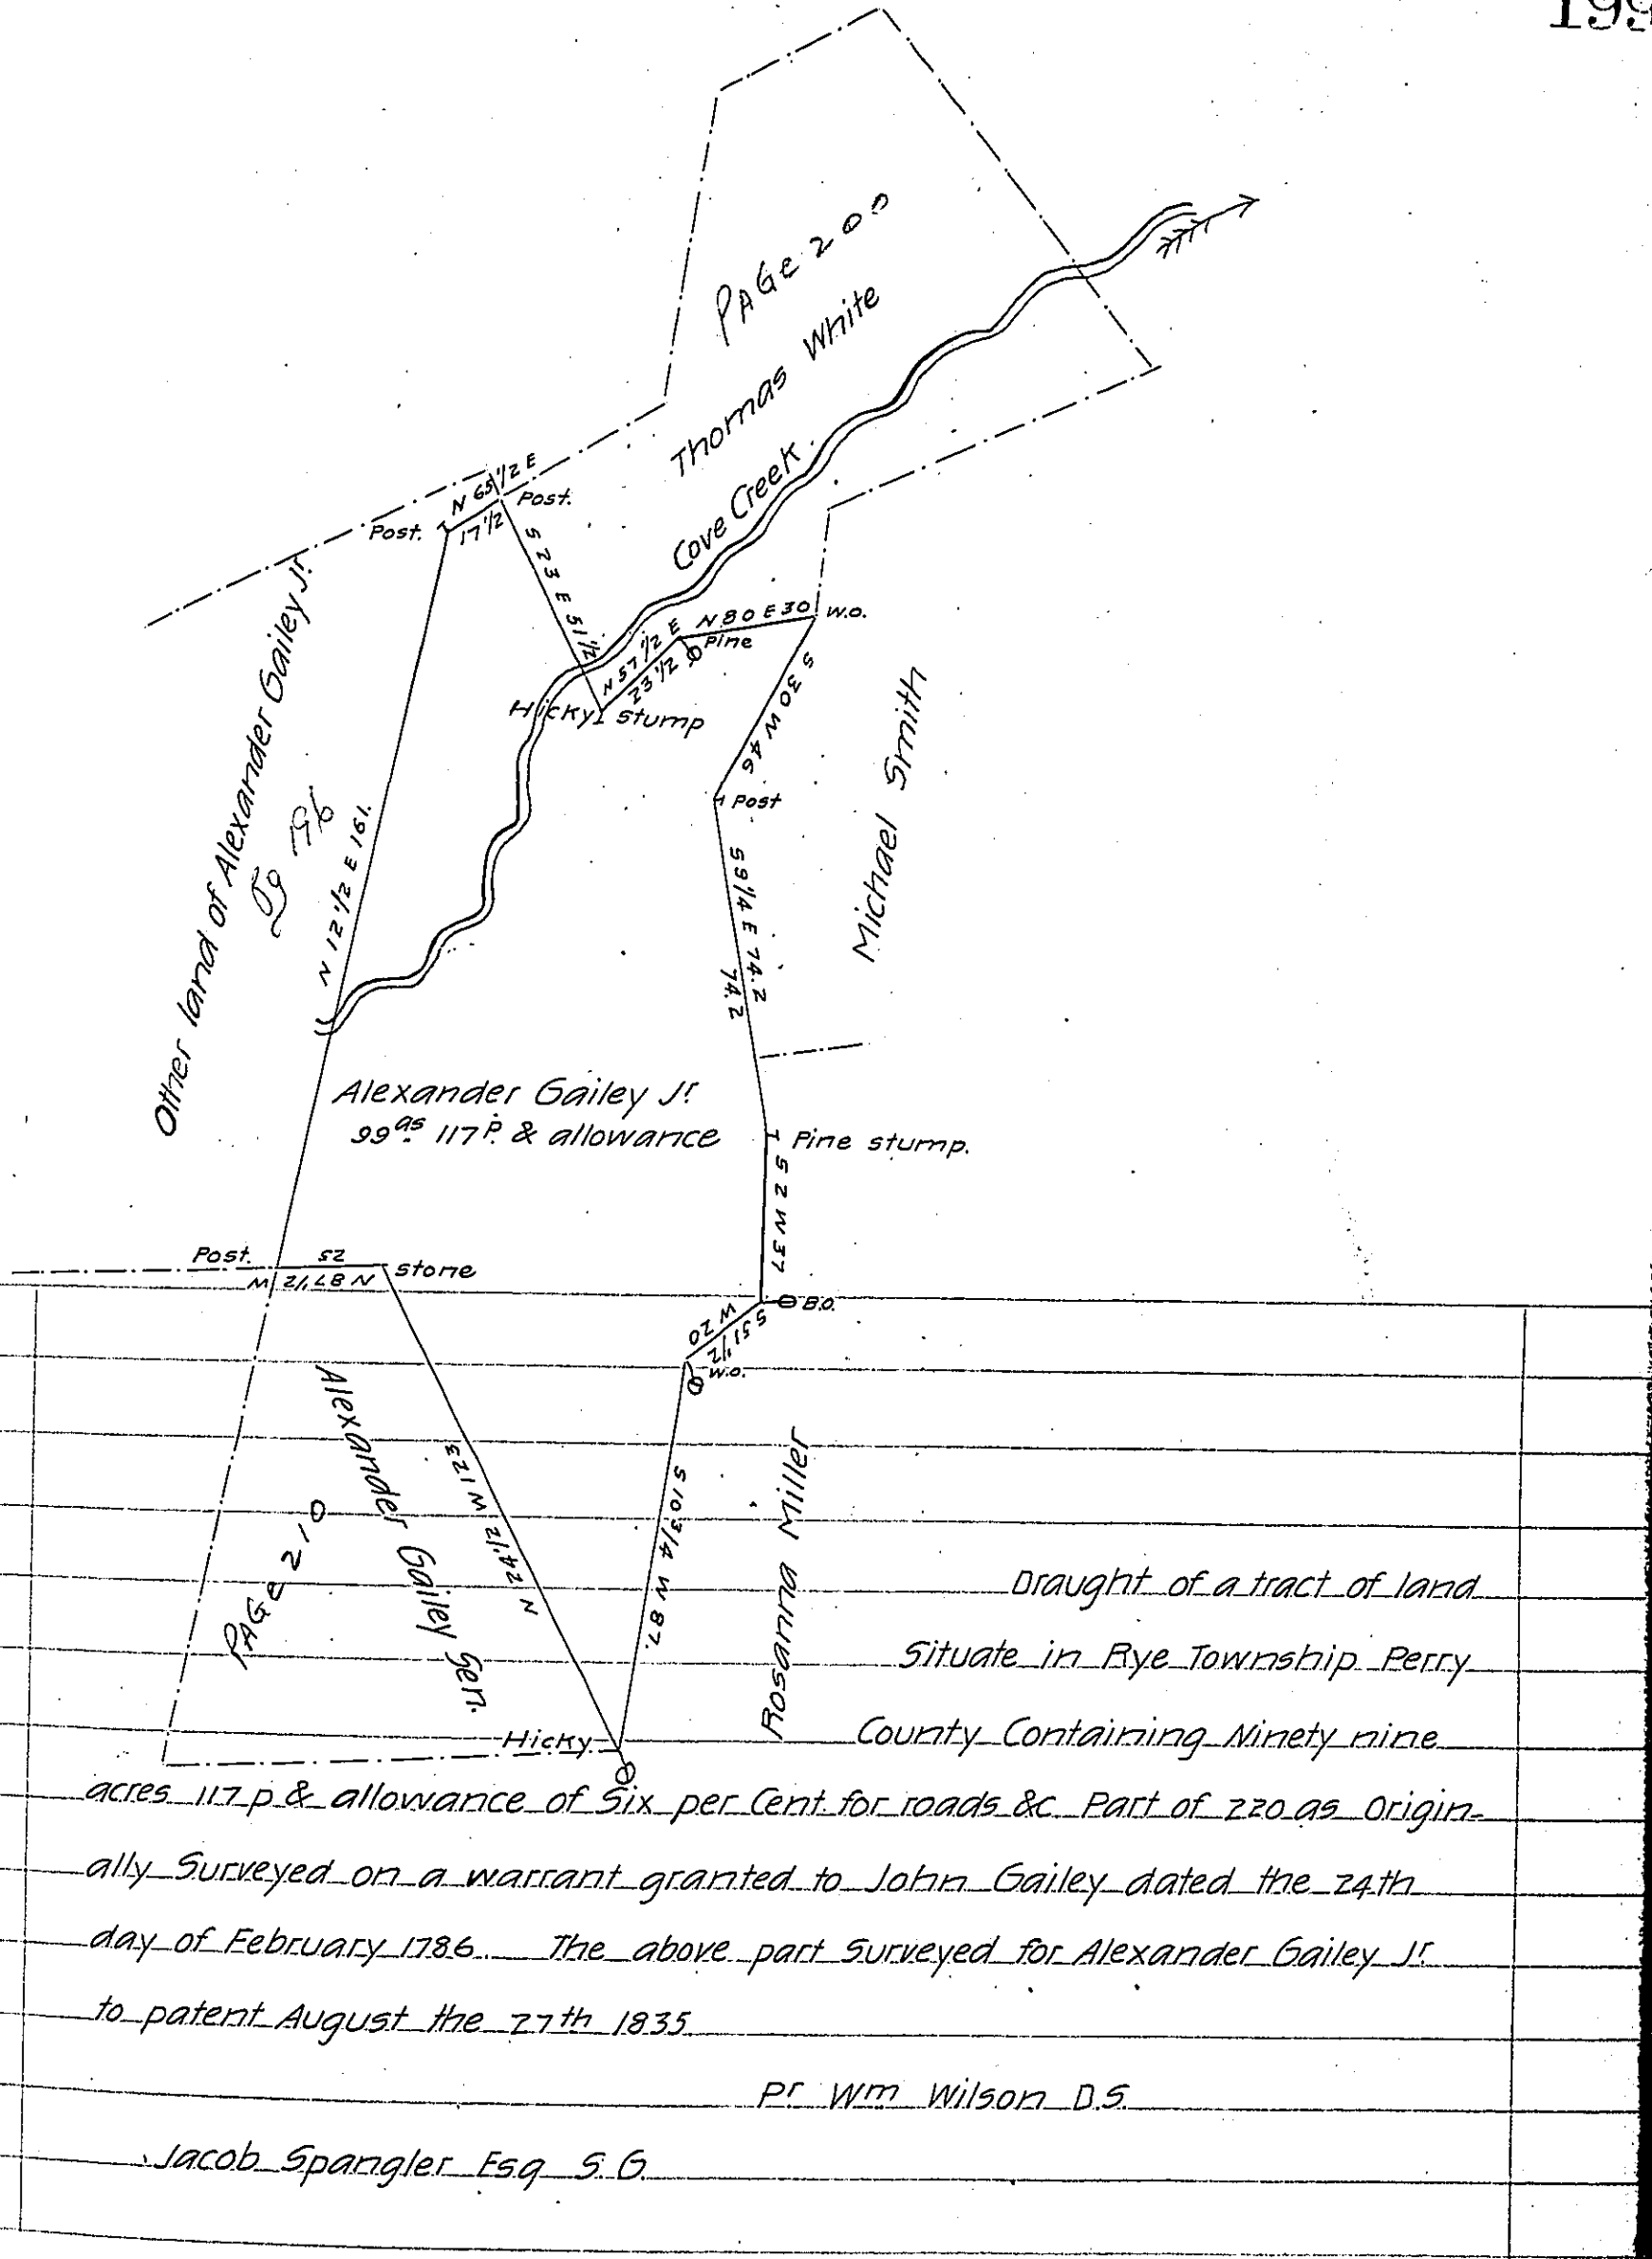 199
PAGe 200
Thomas White
Cove Creek
N 65 1/2 E
17 1/2
Post.
Post.
S 23 E 51 1/2
N 57 1/2 E
23 1/2
N 80 E 30
W.O.
Pine
Hicky stump
S 30 W 46
Post
Michael Smith
Other land of Alexander Gailey Jr.
Pg 196
N 12 1/2 E 161.
S 9 1/4 E 74.2
74.2
Alexander Gailey Jr.
99 as. 117 P. & allowance
Pine stump.
S 2 W 37
Post.
52
N 87 1/2 W
stone
B.O.
S 51 1/2
W 20
W.O.
Alexander Gailey Sen.
PAGe 210
N 24 1/2 W 123
S 10 3/4 W 87.
Rosanna Miller
Hicky
Draught of a tract of land
Situate in Rye Township Perry
County Containing Ninety nine
acres 117 p & allowance of Six per Cent. for roads &c. Part of 220 as Origin-
ally Surveyed on a warrant granted to John Gailey dated the 24th
day of February 1786. The above part Surveyed for Alexander Gailey Jr.
to patent August the 27th 1835
Pr Wm Wilson D.S.
Jacob Spangler Esq S.G.